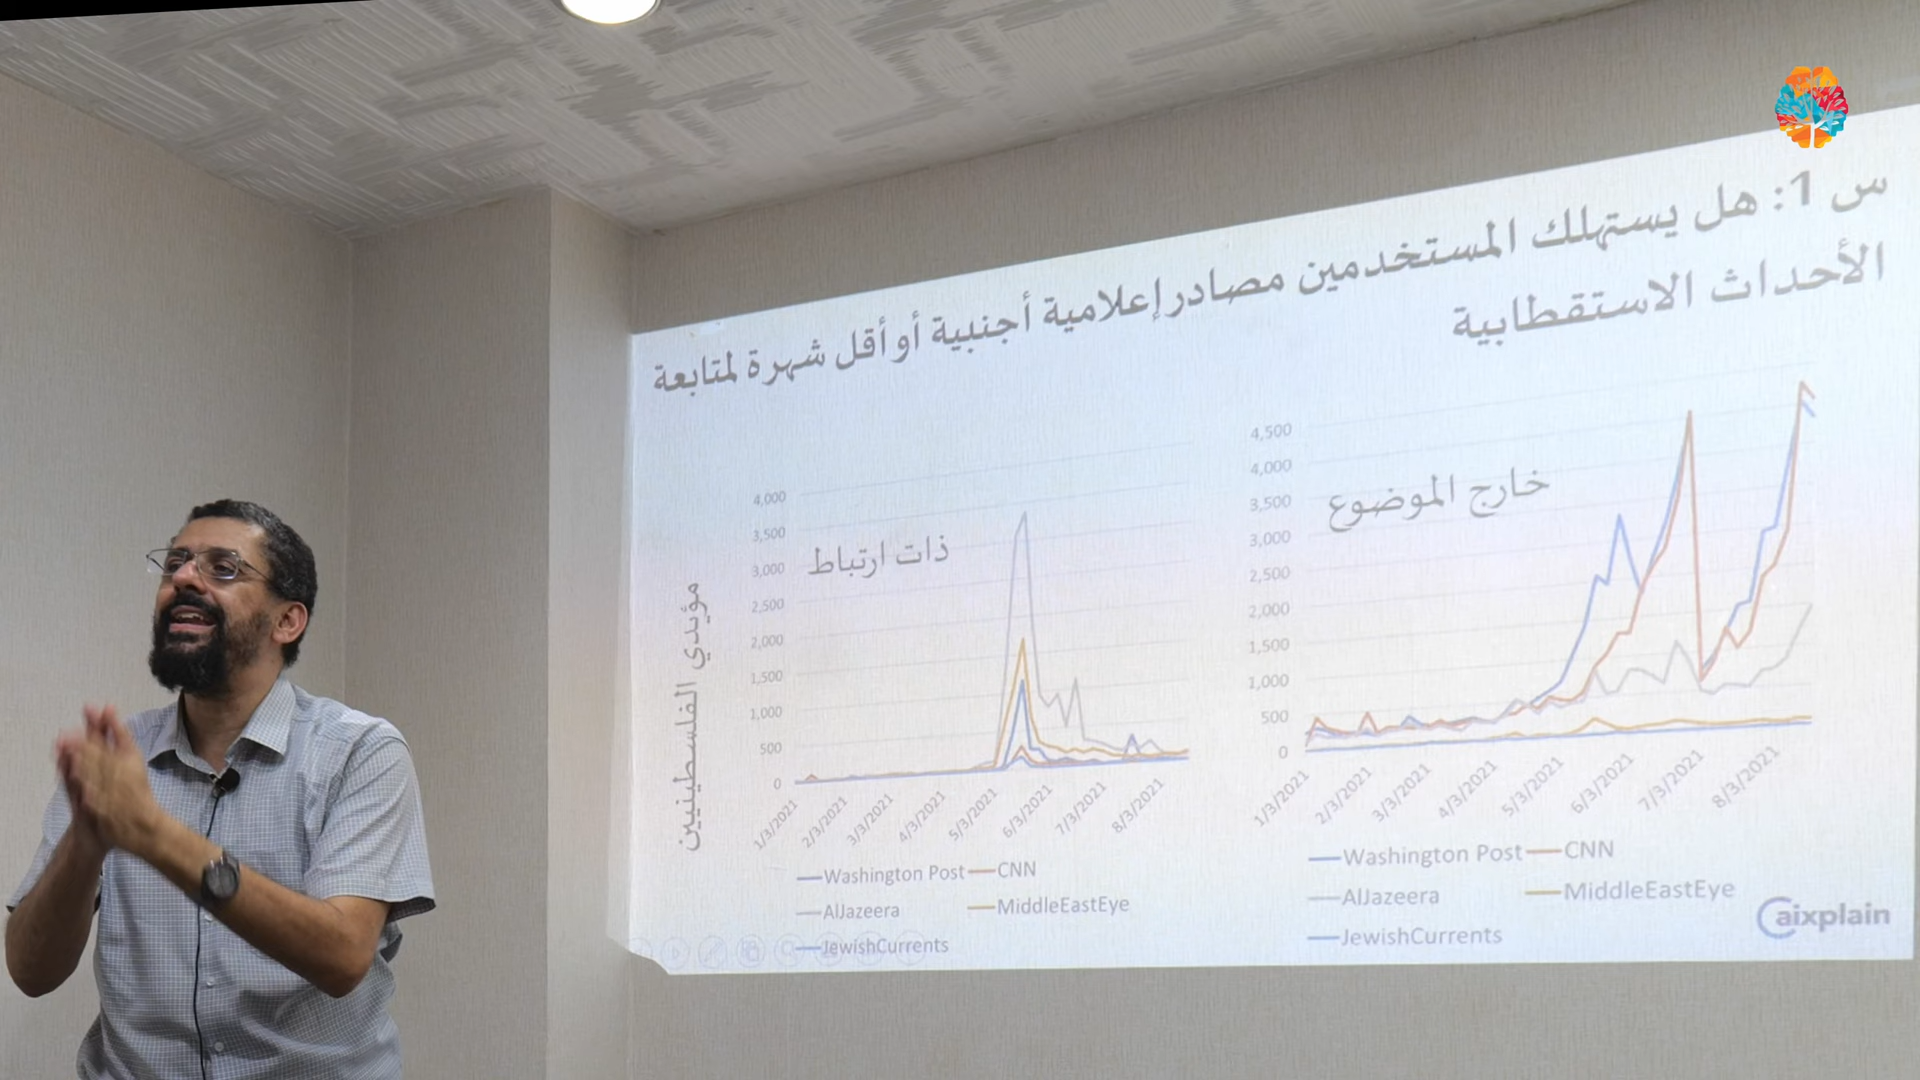 س 1: هل يستهلك المستخدمين مصادر إعلامية أجنبية أو أقل شهرة لمتابعة
الأحداث الاستقطابية
مؤيدي الفلسطينيين
ذات ارتباط
4,000
3,500
3,000
2,500
2,000
1,500
1,000
500
0
1/3/2021
2/3/2021
3/3/2021
4/3/2021
5/3/2021
6/3/2021
7/3/2021
8/3/2021
Washington Post CNN
AlJazeera MiddleEastEye
JewishCurrents
خارج الموضوع
4,500
4,000
3,500
3,000
2,500
2,000
1,500
1,000
500
0
1/3/2021
2/3/2021
3/3/2021
4/3/2021
5/3/2021
6/3/2021
7/3/2021
8/3/2021
Washington Post CNN
AlJazeera MiddleEastEye
JewishCurrents
aixplain